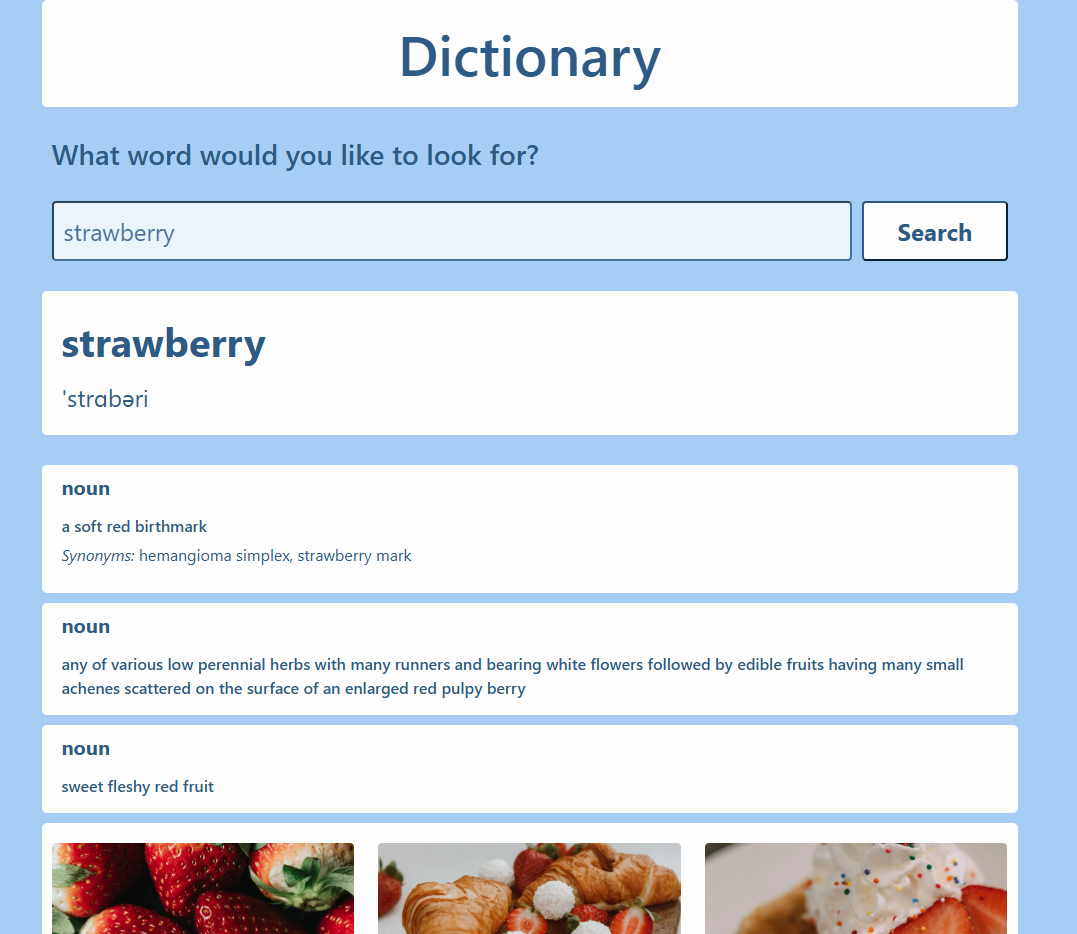 Dictionary
What word would you like to look for?
strawberry
Search
strawberry
ˈstrɑbəri
noun
a soft red birthmark
Synonyms: hemangioma simplex, strawberry mark
noun
any of various low perennial herbs with many runners and bearing white flowers followed by edible fruits having many small
achenes scattered on the surface of an enlarged red pulpy berry
noun
sweet fleshy red fruit